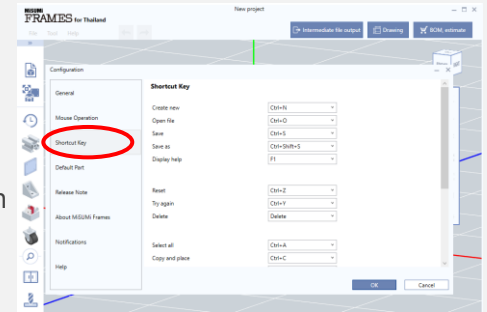 New project
MiSUMi
FRAMES for Thailand
File Tool Help
Intermediate file output
Drawing
BOM, estimate
Configuration
General
Mouse Operation
Shortcut Key
Default Part
Release Note
About MiSUMi Frames
Notifications
Help
Shortcut Key
Create new Ctrl+N
Open file Ctrl+O
Save Ctrl+S
Save as Ctrl+Shift+S
Display help F1
Reset Ctrl+Z
Try again Ctrl+Y
Delete Delete
Select all Ctrl+A
Copy and place Ctrl+C
OK Cancel